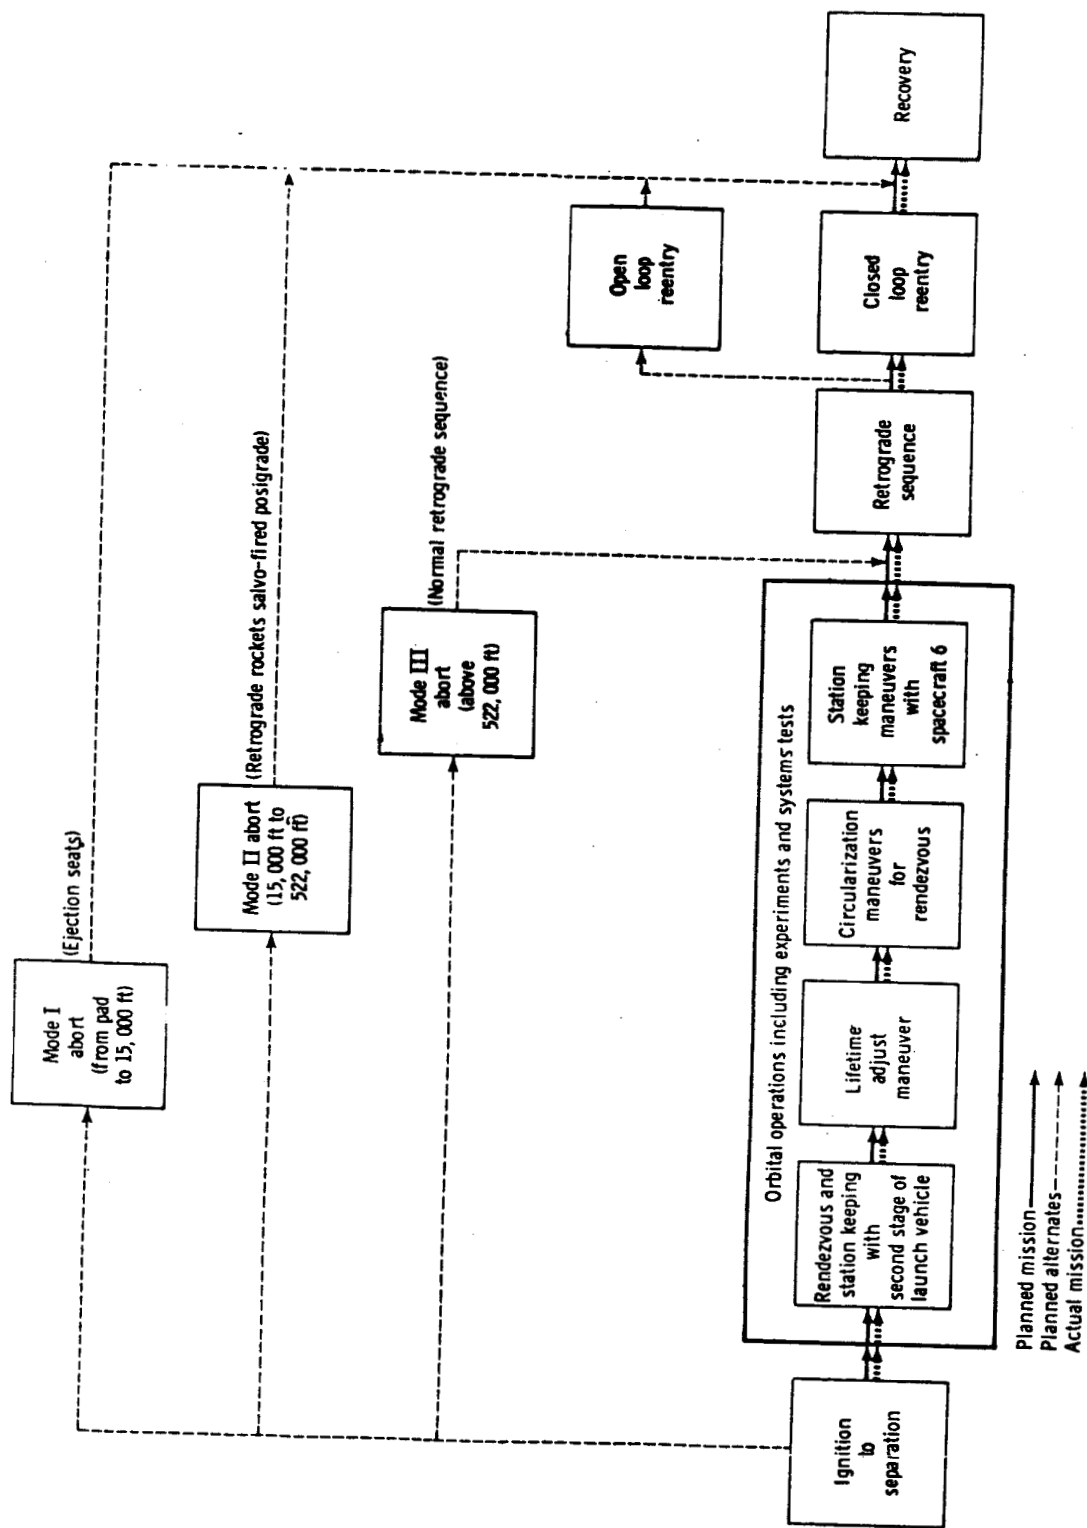 Mode I
abort
(from pad
to 15, 000 ft)
(Ejection seats)
Mode II abort
(15, 000 ft to
522, 000 ft)
(Retrograde rockets salvo-fired posigrade)
Mode III
abort
(above
522, 000 ft)
(Normal retrograde sequence)
Open
loop
reentry
Orbital operations including experiments and systems tests
Ignition
to
separation
Rendezvous and
station keeping
with
second stage of
launch vehicle
Lifetime
adjust
maneuver
Circularization
maneuvers
for
rendezvous
Station
keeping
maneuvers
with
spacecraft 6
Retrograde
sequence
Closed
loop
reentry
Recovery
Planned mission
Planned alternates
Actual mission